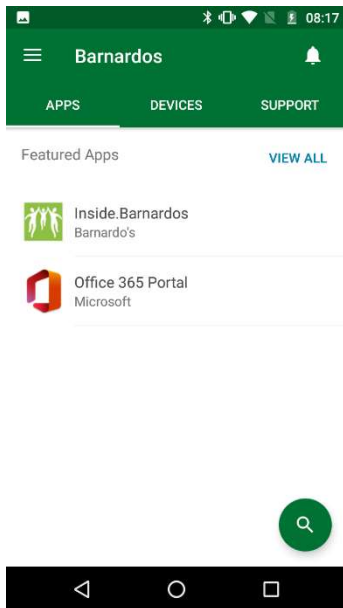 08:17
Barnardos
APPS DEVICES SUPPORT
Featured Apps VIEW ALL
Inside.Barnardos
Barnardo's
Office 365 Portal
Microsoft